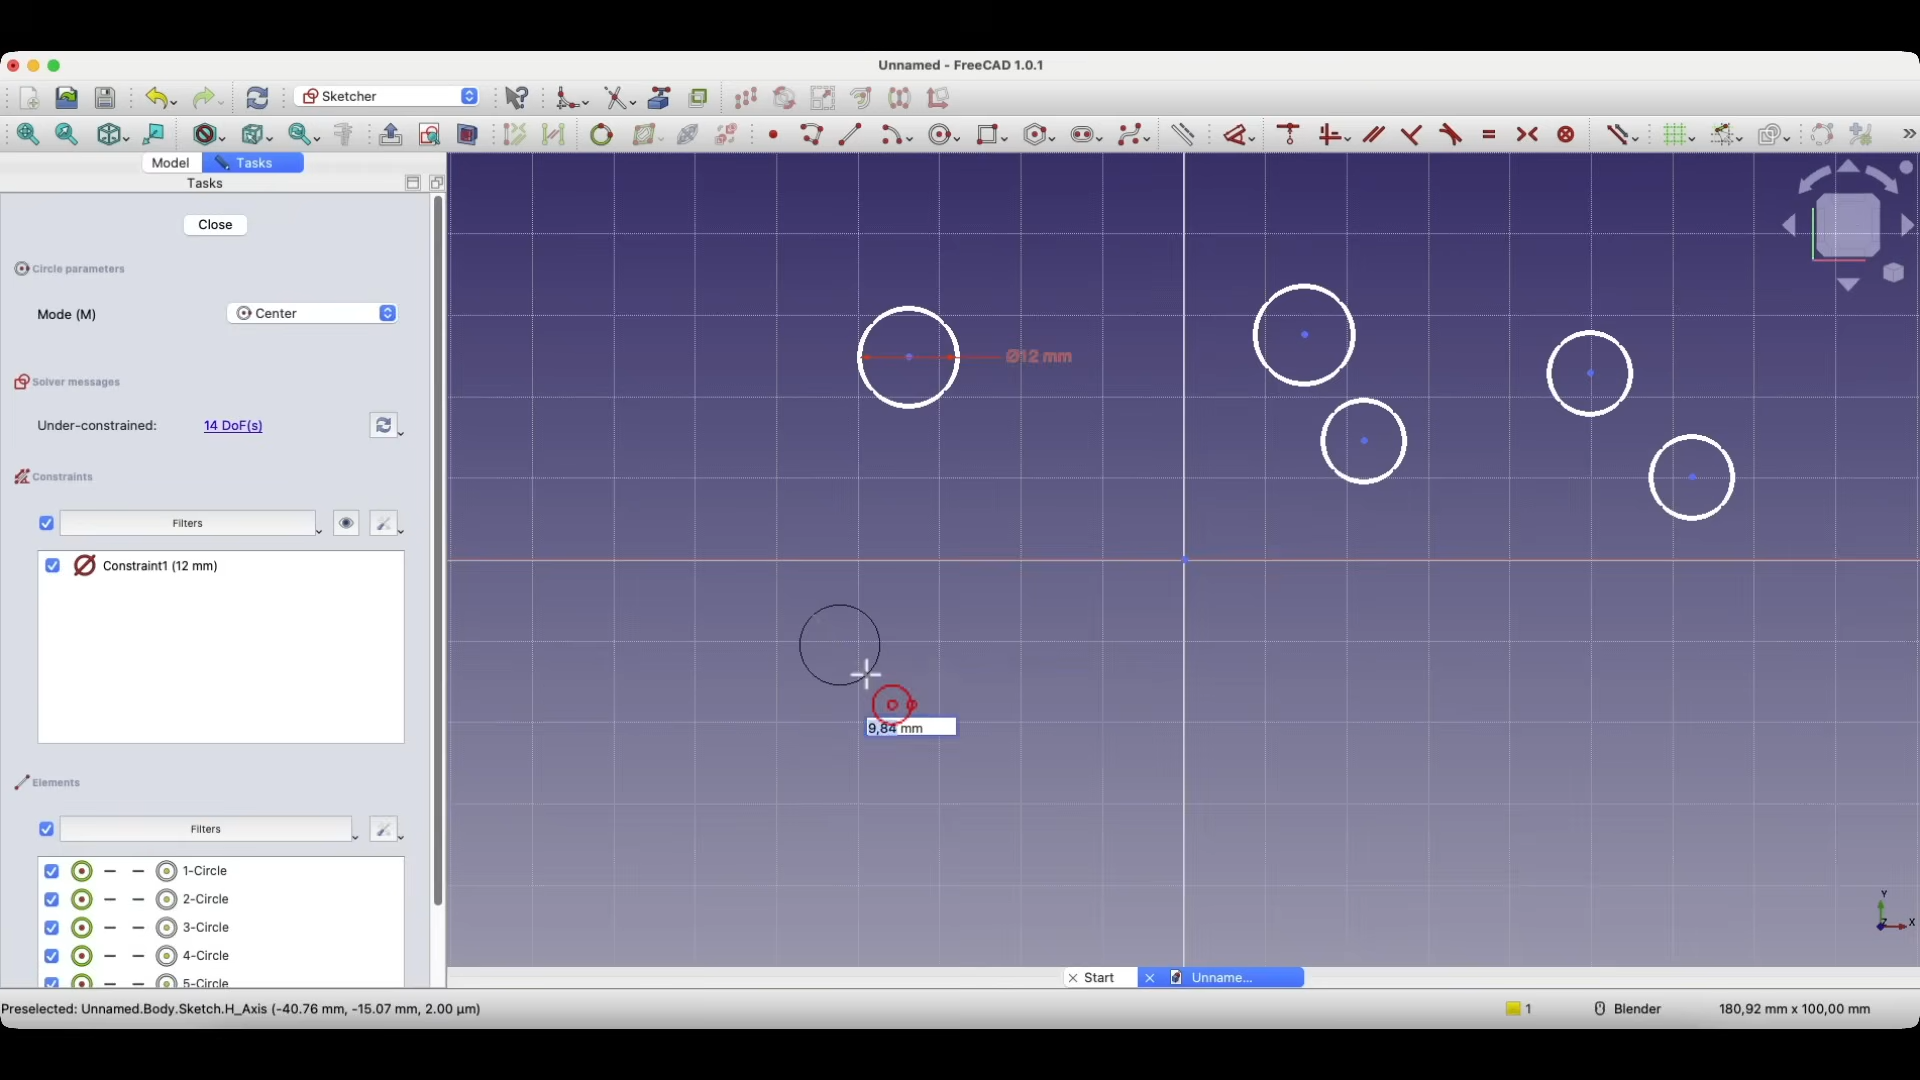 Unnamed - FreeCAD 1.0.1
Sketcher
Model
Tasks
Tasks
Close
Circle parameters
Mode (M)
Center
Solver messages
Under-constrained:
14 DoF(s)
Constraints
Filters
Constraint1 (12 mm)
Elements
Filters
1-Circle
2-Circle
3-Circle
4-Circle
5-Circle
Ø12 mm
9,84 mm
Y
Z
X
Start
Unname...
Preselected: Unnamed.Body.Sketch.H_Axis (-40.76 mm, -15.07 mm, 2.00 µm)
1
Blender
180,92 mm x 100,00 mm